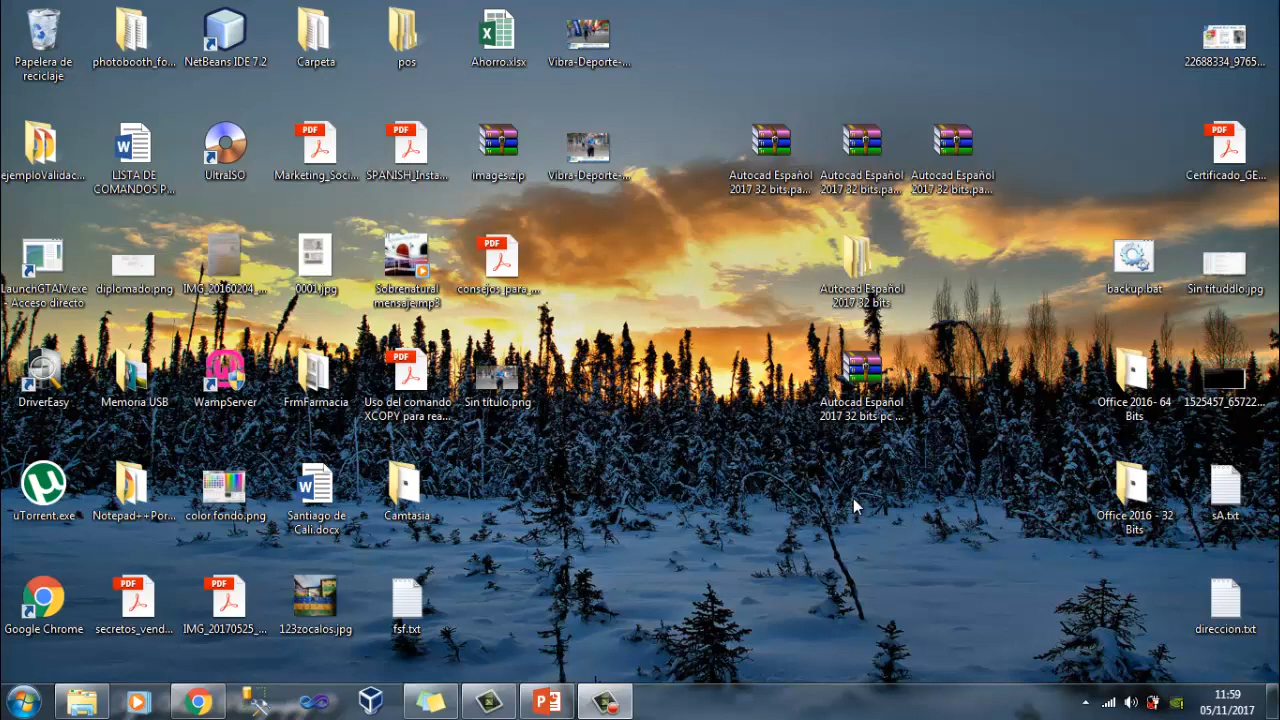 Papelera de
reciclaje
photobooth_fo...
NetBeans IDE 7.2
Carpeta
pos
Ahorro.xlsx
Vibra-Deporte-...
22688334_9765...
ejemploValidac...
LISTA DE
COMANDOS P...
UltraISO
Marketing_Soci...
SPANISH_Insta...
images.zip
Vibra-Deporte-...
Autocad Español
2017 32 bits.pa...
Autocad Español
2017 32 bits.pa...
Autocad Español
2017 32 bits.pa...
Certificado_GE...
LaunchGTAIV.exe
- Acceso directo
diplomado.png
IMG_20160204_...
0001.jpg
Sobrenatural
mensaje.mp3
consejos_para_...
Autocad Español
2017 32 bits
backup.bat
Sin tituddlo.jpg
DriverEasy
Memoria USB
WampServer
FrmFarmacia
Uso del comando
XCOPY para rea...
Sin título.png
Autocad Español
2017 32 bits pc ...
Office 2016- 64
Bits
1525457_65722...
uTorrent.exe
Notepad++Por...
color.fondo.png
Santiago de
Cali.docx
Camtasia
Office 2016 - 32
Bits
sA.txt
Google Chrome
secretos_vend...
IMG_20170525_...
123zocalos.jpg
fsf.txt
direccion.txt
11:59
05/11/2017